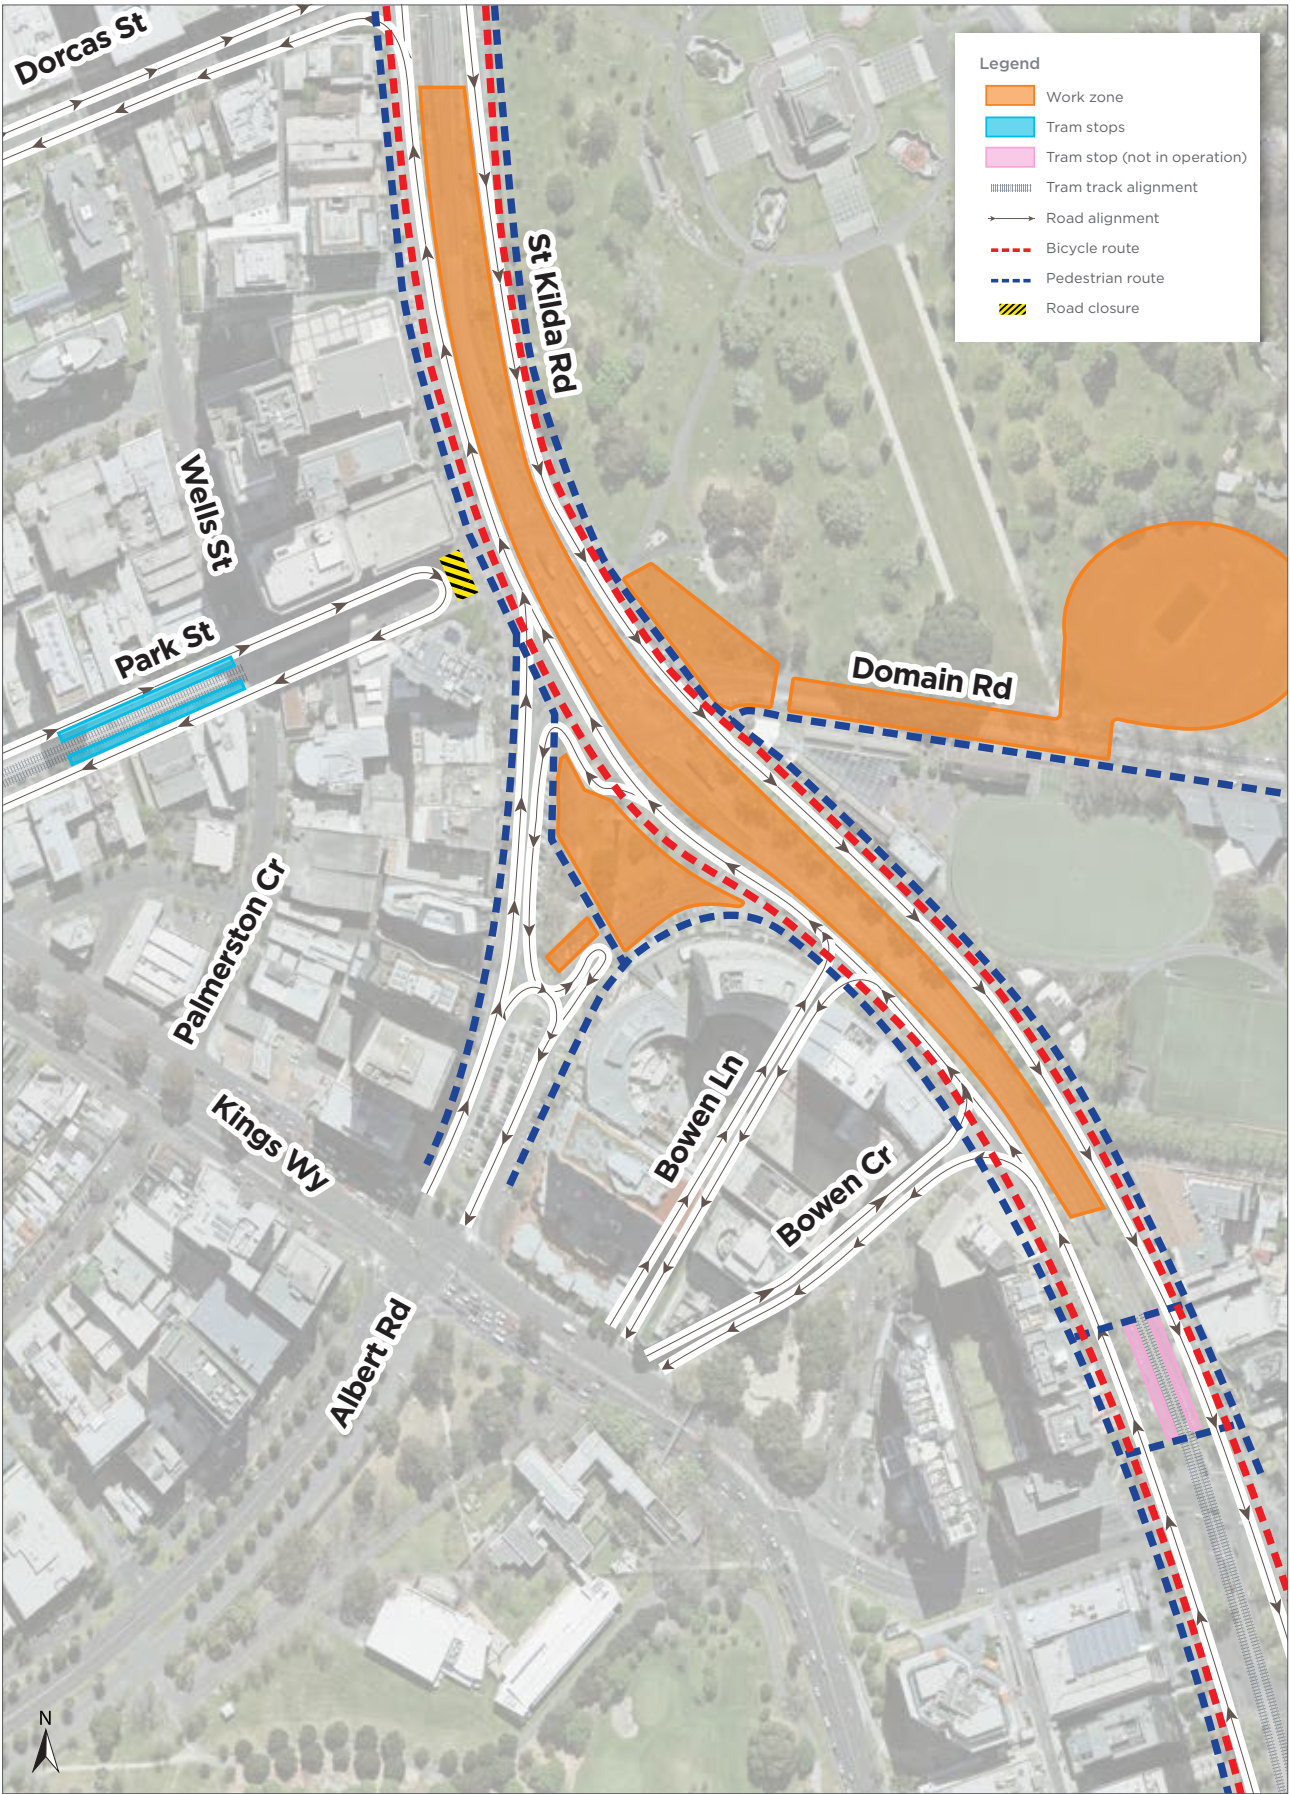 Dorcas St
Legend
Work zone
Tram stops
Tram stop (not in operation)
Tram track alignment
Road alignment
Bicycle route
Pedestrian route
Road closure
St Kilda Rd
Wells St
Park St
Domain Rd
Palmerston Cr
Kings Wy
Bowen Ln
Bowen Cr
Albert Rd
N